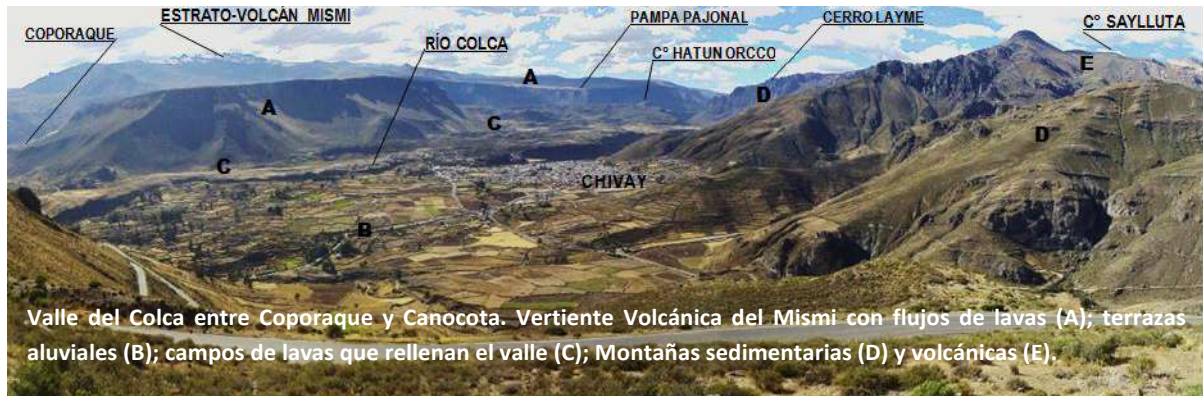 ESTRATO-VOLCÁN MISMI
PAMPA PAJONAL
CERRO LAYME
C° SAYLLUTA
COPORAQUE
RÍO COLCA
C° HATUN ORCCO
A
E
A
D
C
D
C
CHIVAY
B
Valle del Colca entre Coporaque y Canocota. Vertiente Volcánica del Mismi con flujos de lavas (A); terrazas
aluviales (B); campos de lavas que rellenan el valle (C); Montañas sedimentarias (D) y volcánicas (E).